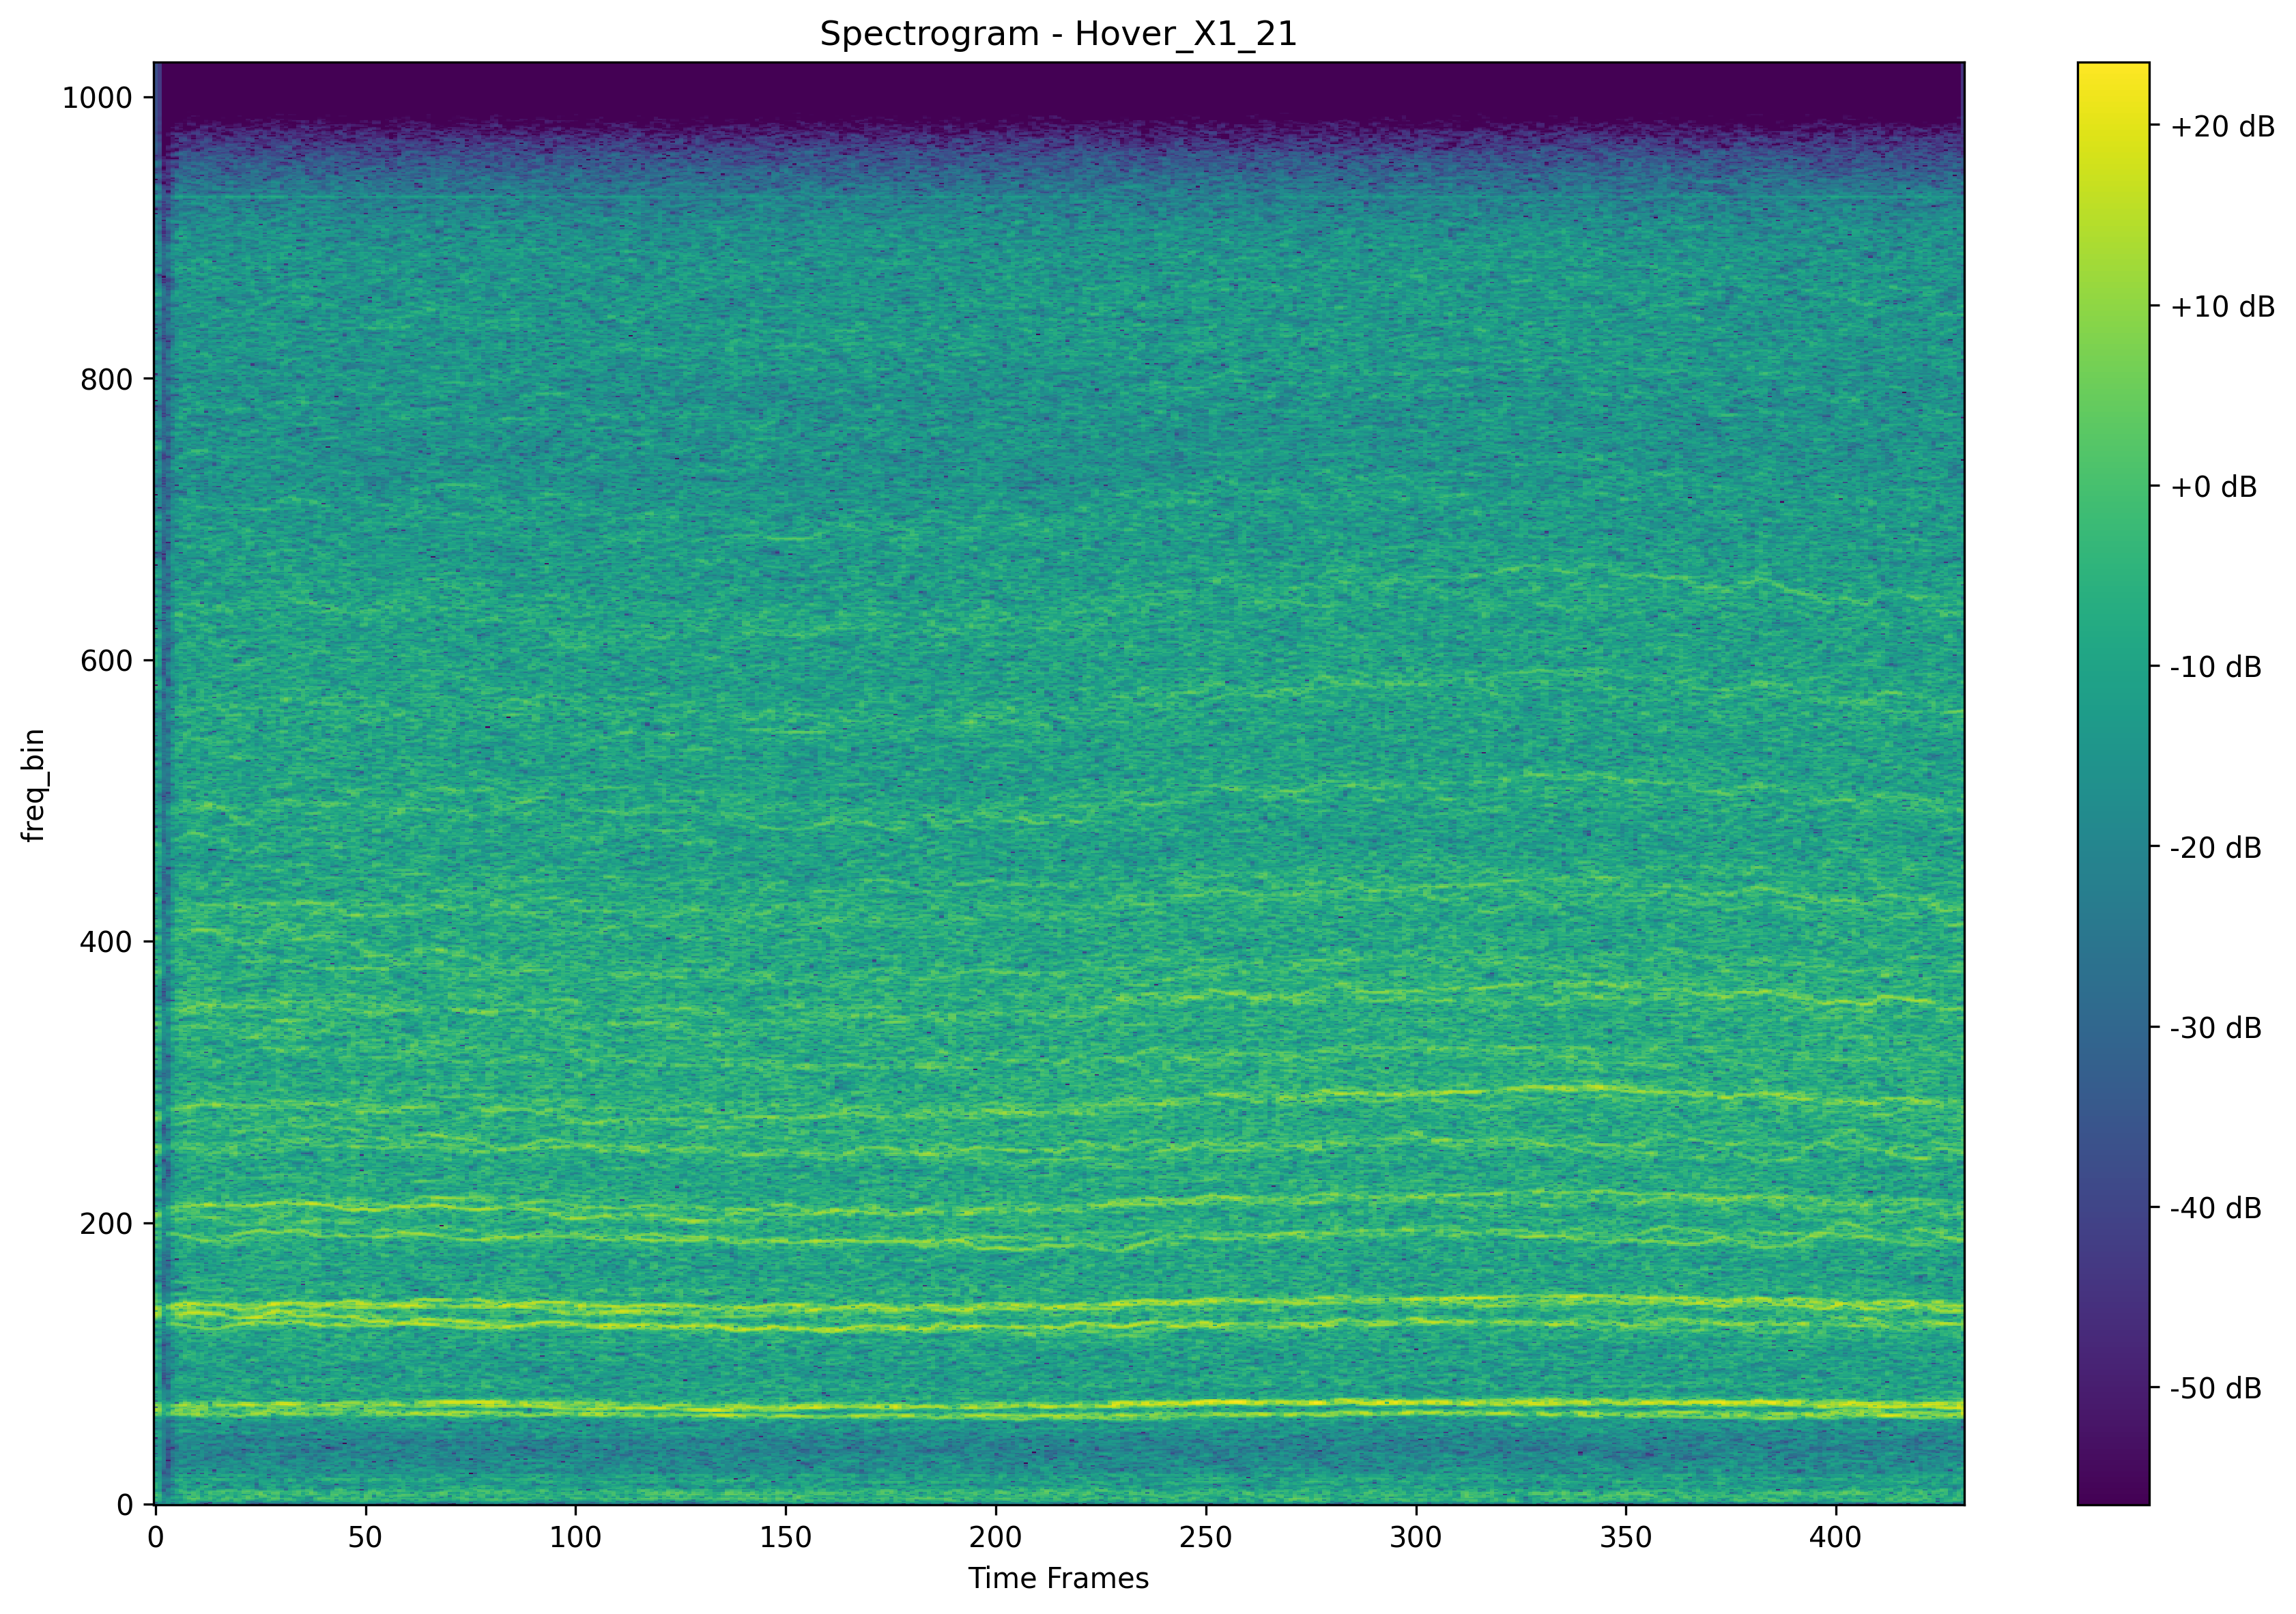 Spectrogram - Hover_X1_21
1000
800
600
400
200
0
freq_bin
0 50 100 150 200 250 300 350 400
Time Frames
+20 dB
+10 dB
+0 dB
-10 dB
-20 dB
-30 dB
-40 dB
-50 dB